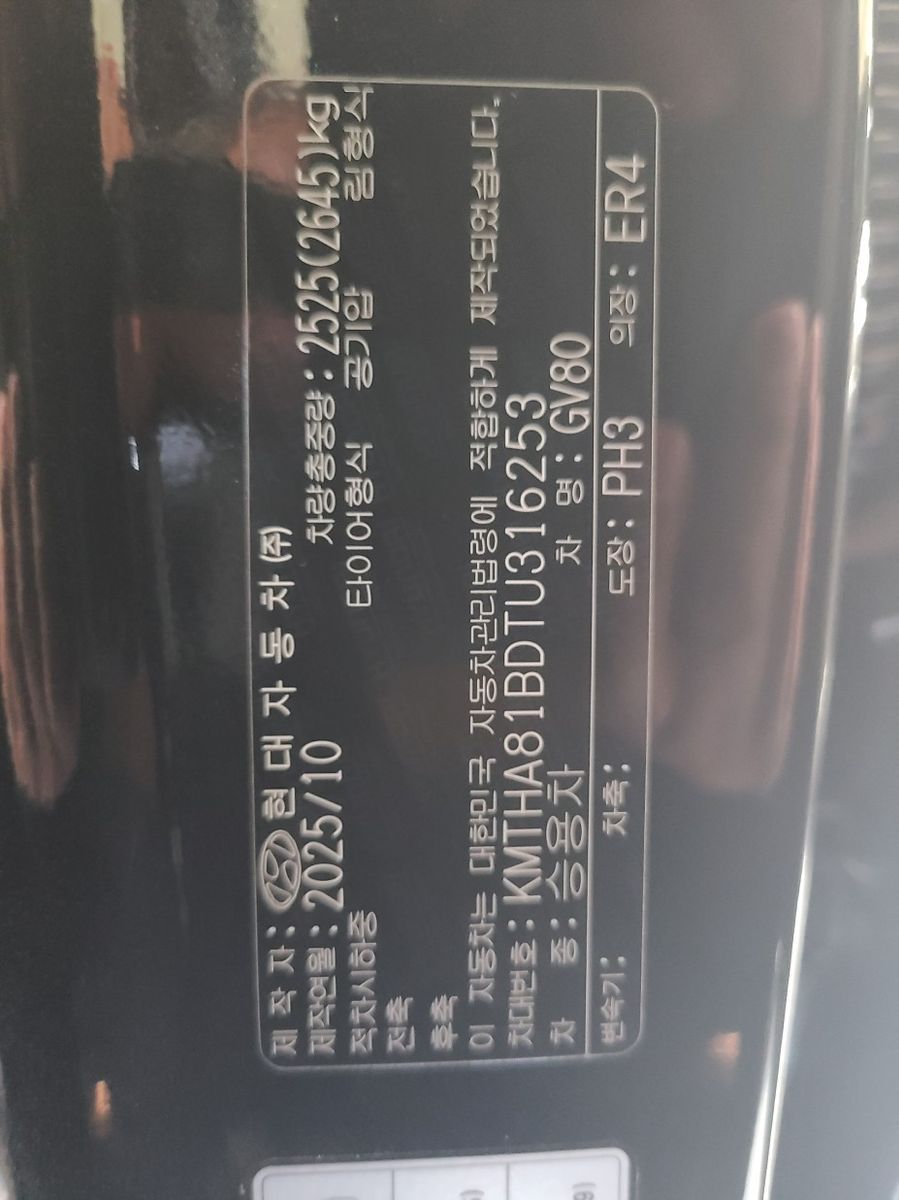 제 작 자 : 현 대 자 동 차 (주)
제작연월 : 2025/10 차량총중량 : 2525(2645)kg
적차시하중 타이어형식 공기압 림형식
전축
후축
이 자동차는 대한민국 자동차관리법령에 적합하게 제작되었습니다.
차대번호 : KMTHA81BDTU316253
차 종 : 승용차 차 명 : GV80
변속기 : 차축 : 도장 : PH3 의장 : ER4